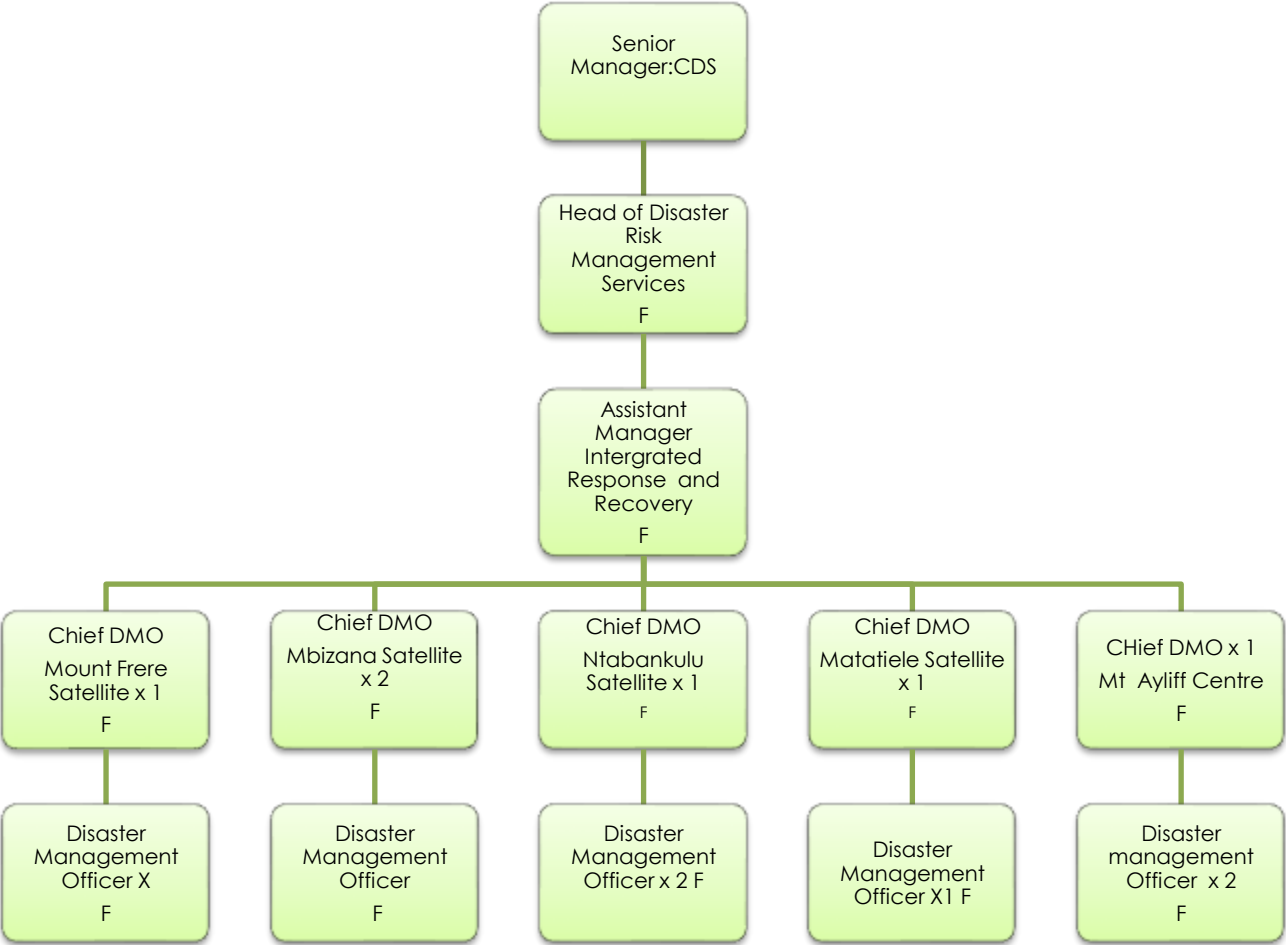 Senior
Manager:CDS
Head of Disaster
Risk
Management
Services
F
Assistant
Manager
Intergrated
Response and
Recovery
F
Chief DMO
Mount Frere
Satellite x 1
F
Chief DMO
Mbizana Satellite
x 2
F
Chief DMO
Ntabankulu
Satellite x 1
F
Chief DMO
Matatiele Satellite
x 1
F
CHief DMO x 1
Mt Ayliff Centre
F
Disaster
Management
Officer X
F
Disaster
Management
Officer
F
Disaster
Management
Officer x 2 F
Disaster
Management
Officer X1 F
Disaster
management
Officer x 2
F